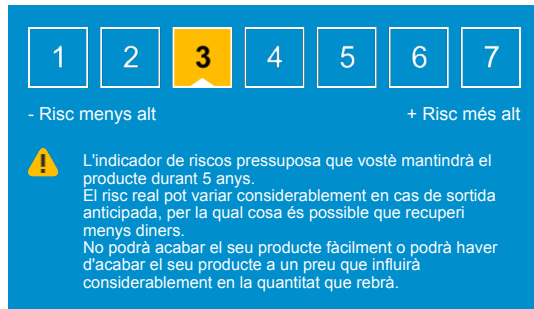 1 2 3 4 5 6 7
- Risc menys alt + Risc més alt
L'indicador de riscos pressuposa que vostè mantindrà el
producte durant 5 anys.
El risc real pot variar considerablement en cas de sortida
anticipada, per la qual cosa és possible que recuperi
menys diners.
No podrà acabar el seu producte fàcilment o podrà haver
d'acabar el seu producte a un preu que influirà
considerablement en la quantitat que rebrà.